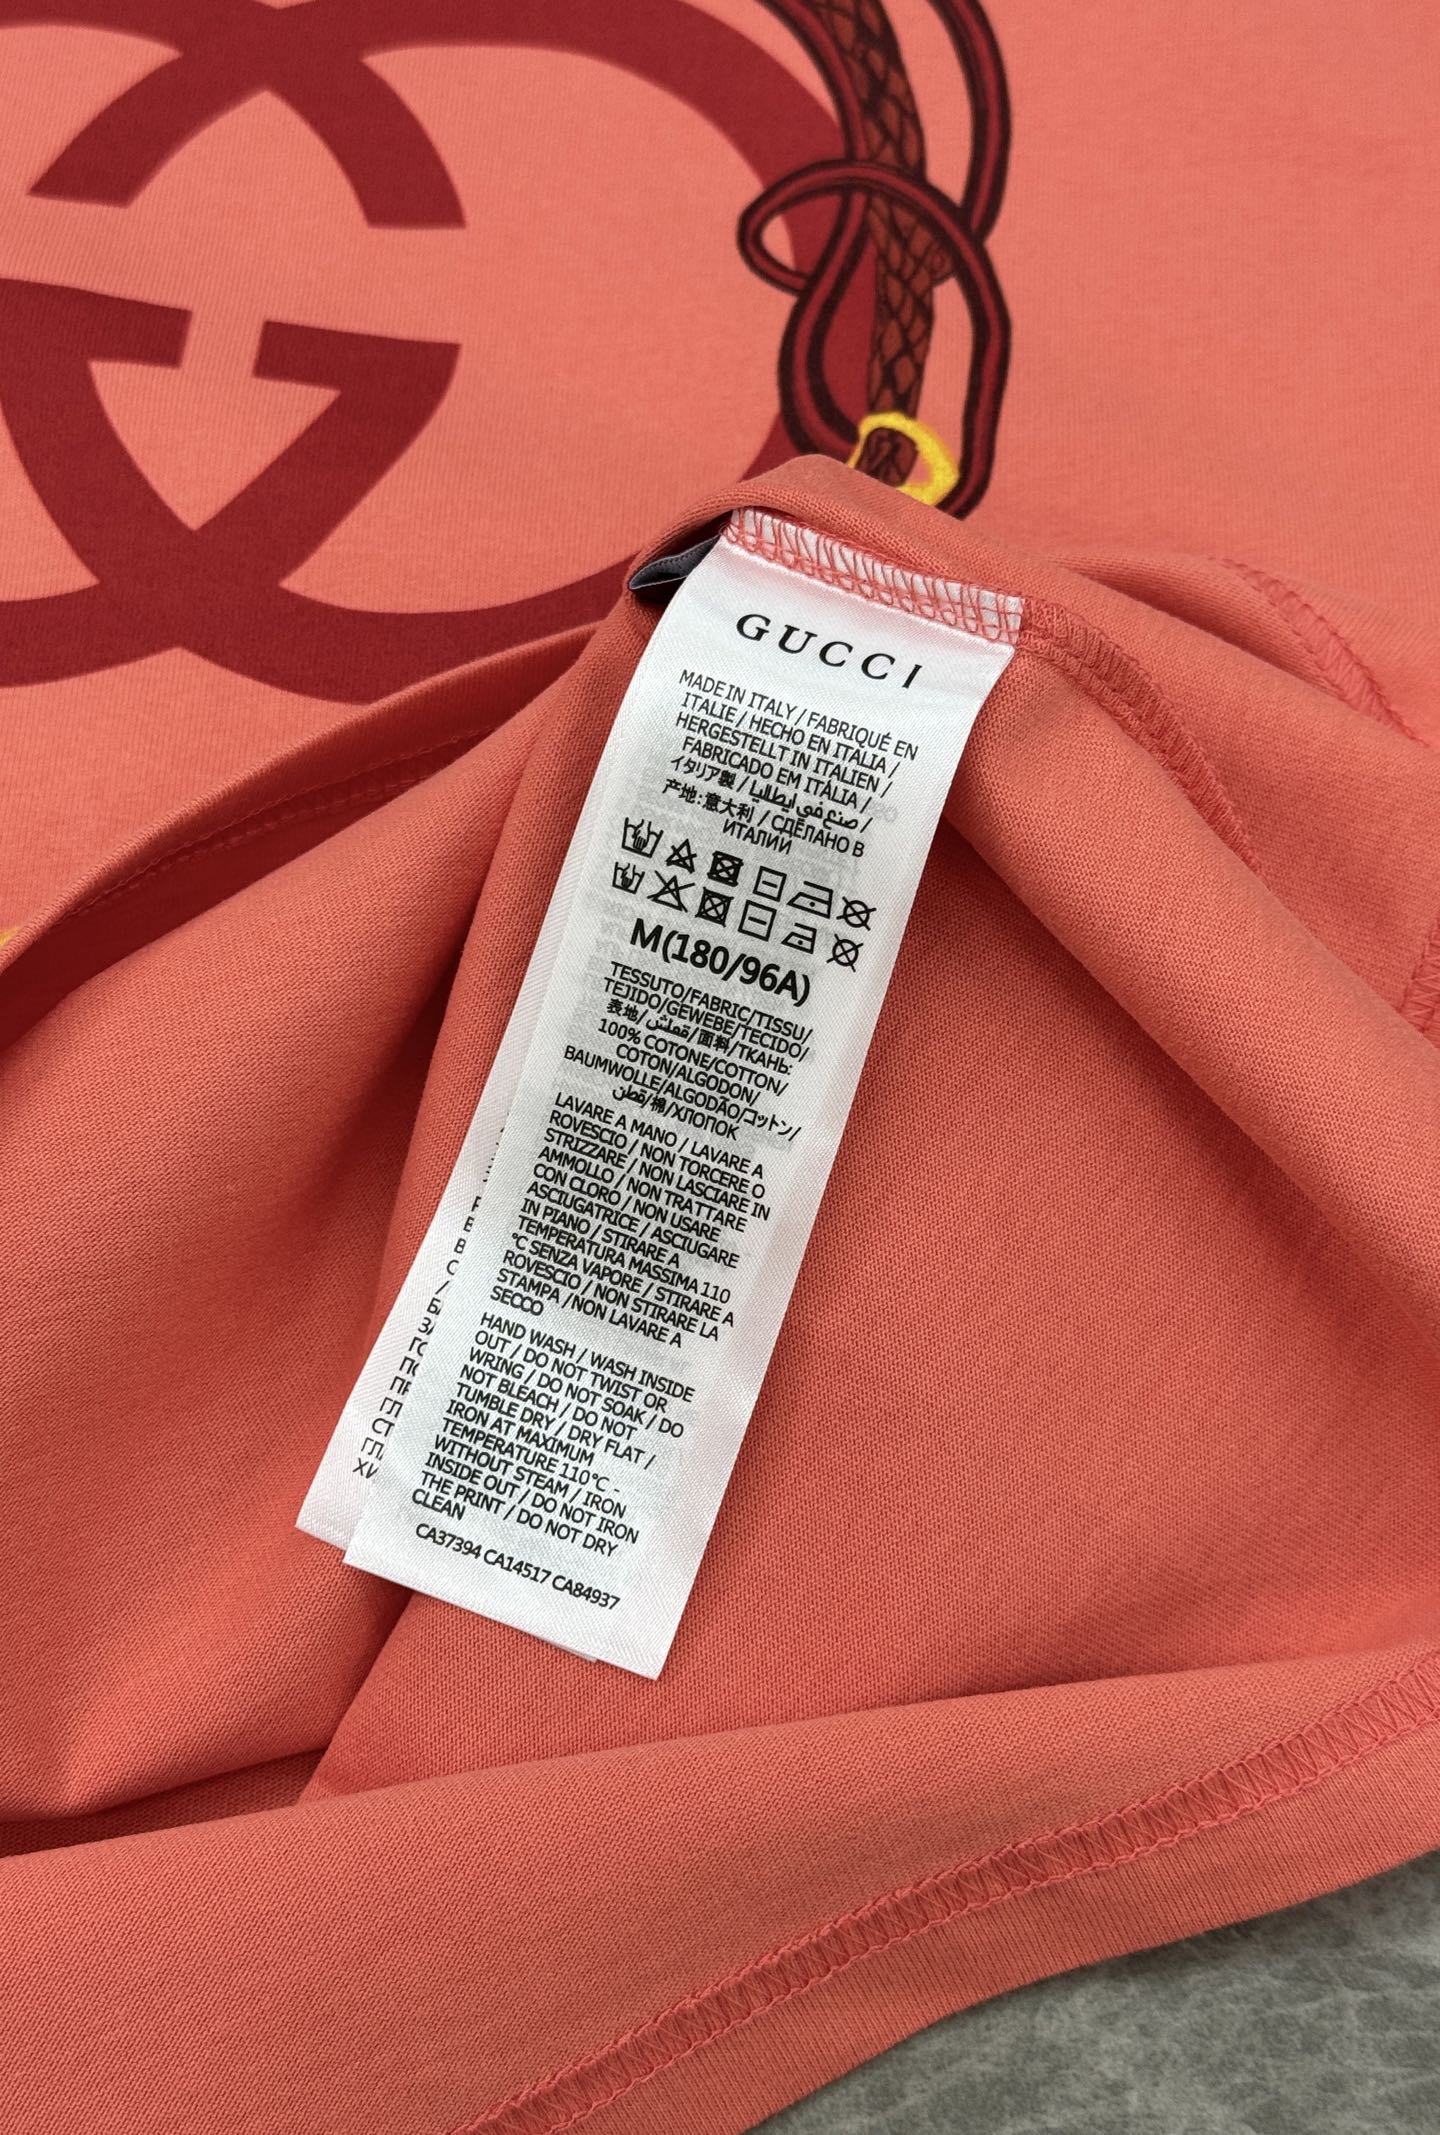 GUCCI
MADE IN ITALY / FABRIQUÉ EN
ITALIE / HECHO EN ITALIA /
HERGESTELLT IN ITALIEN /
FABRICADO EM ITÁLIA /
イタリア製 / صنع في ايطاليا /
产地:意大利 / СДЕЛАНО В
ИТАЛИИ
M(180/96A)
TESSUTO/FABRIC/TISSU/
TEJIDO/GEWEBE/TECIDO/
表地/قماش/面料/ТКАНЬ:
100% COTONE/COTTON/
COTON/ALGODON/
BAUMWOLLE/ALGODÃO/コットン/
قطن/棉/ХЛОПОК
LAVARE A MANO / LAVARE A
ROVESCIO / NON TORCERE O
STRIZZARE / NON LASCIARE IN
AMMOLLO / NON TRATTARE
CON CLORO / NON USARE
ASCIUGATRICE / ASCIUGARE
IN PIANO / STIRARE A
TEMPERATURA MASSIMA 110
°C SENZA VAPORE / STIRARE A
ROVESCIO / NON STIRARE LA
STAMPA /NON LAVARE A
SECCO
HAND WASH / WASH INSIDE
OUT / DO NOT TWIST OR
WRING / DO NOT SOAK / DO
NOT BLEACH / DO NOT
TUMBLE DRY / DRY FLAT /
IRON AT MAXIMUM
TEMPERATURE 110°C -
WITHOUT STEAM / IRON
INSIDE OUT / DO NOT IRON
THE PRINT / DO NOT DRY
CLEAN
CA37394 CA14517 CA84937